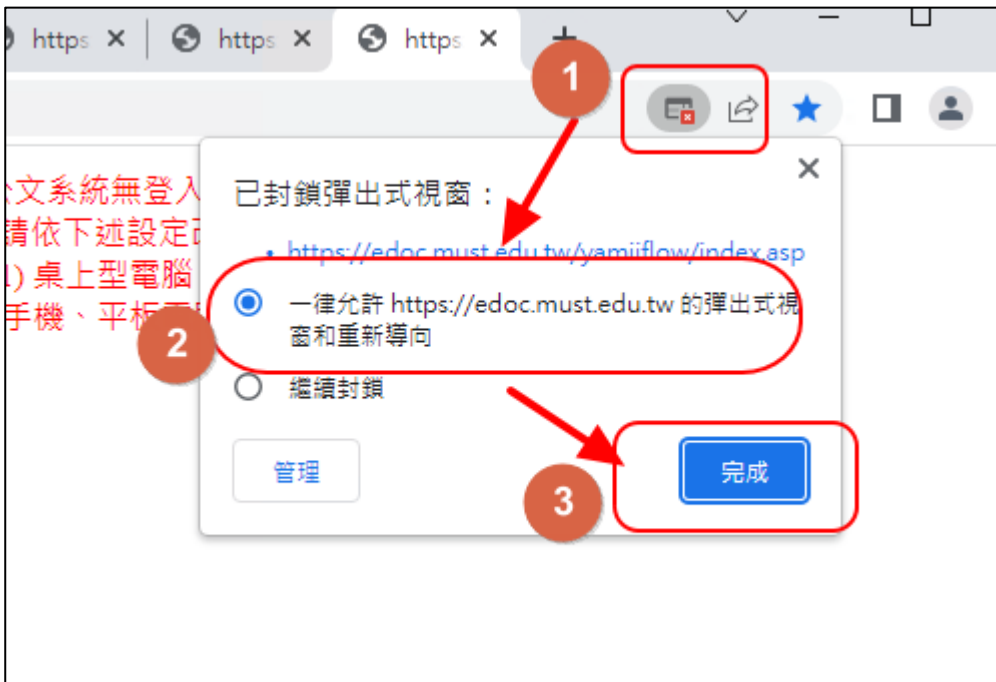 https
https
https
1
已封鎖彈出式視窗：
公文系統無登入
https://edoc.must.edu.tw/yamiiflow/index.asp
請依下述設定
1) 桌上型電腦
一律允許 https://edoc.must.edu.tw 的彈出式視
手機、平板
窗和重新導向
2
繼續封鎖
管理
完成
3